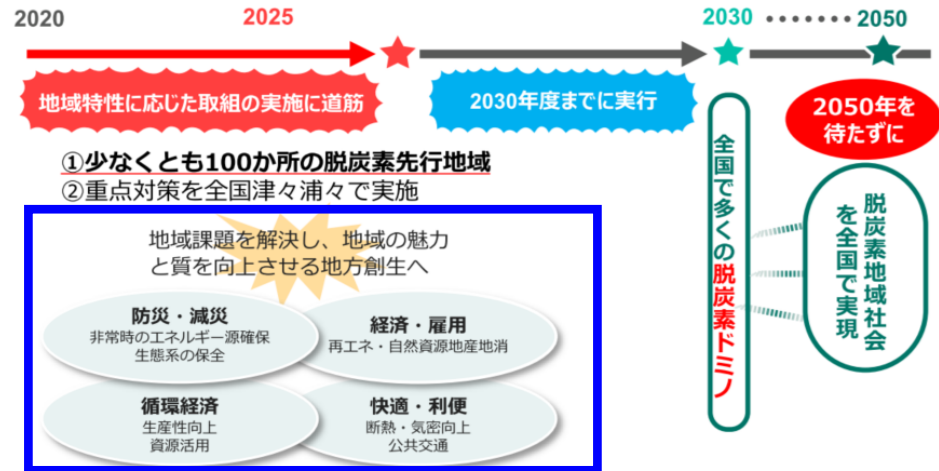 2020
2025
2030
2050
地域特性に応じた取組の実施に道筋
2030年度までに実行
2050年を
待たずに
①少なくとも100か所の脱炭素先行地域
②重点対策を全国津々浦々で実施
地域課題を解決し、地域の魅力
と質を向上させる地方創生へ
防災・減災
非常時のエネルギー源確保
生態系の保全
経済・雇用
再エネ・自然資源地産地消
循環経済
生産性向上
資源活用
快適・利便
断熱・気密向上
公共交通
全国で多くの脱炭素ドミノ
脱炭素地域社会
を全国で実現